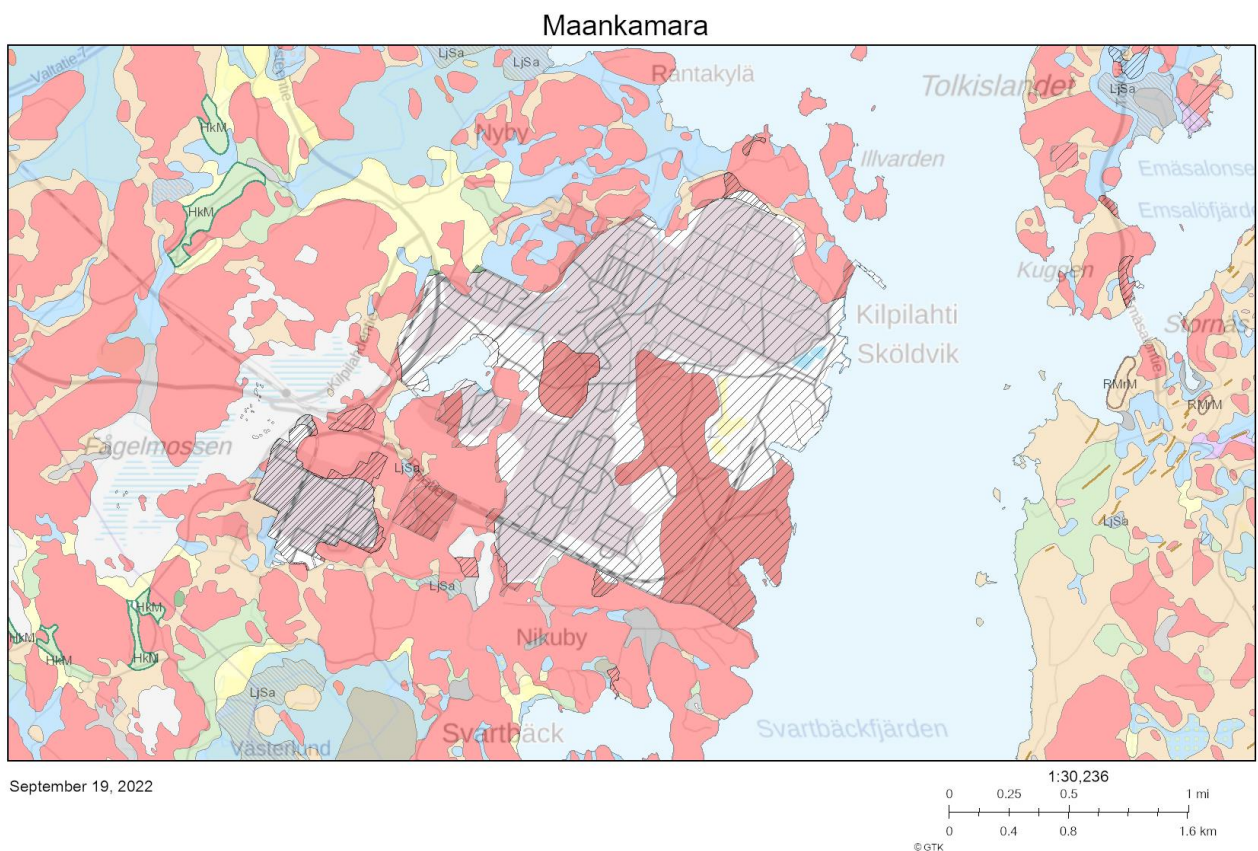 Maankamara
Valtatie 7
LjSa
LjSa
Rantakylä
Tolkislandet
LjSa
HkM
Nyby
Illvarden
Emäsalonse
HkM
Emsalöfjärde
Kuggen
Kilpilahti
Sköldvik
Emäsalontie
Stornäs
Kilpilahdentie
RMrM
RMrM
Fågelmossen
LjSa
LjSa
LjSa
HkM
HkM
HkM
HkM
Nikuby
LjSa
Svartbäck
Svartbäckfjärden
Västerlund
September 19, 2022
1:30,236
0 0.25 0.5 1 mi
0 0.4 0.8 1.6 km
© GTK